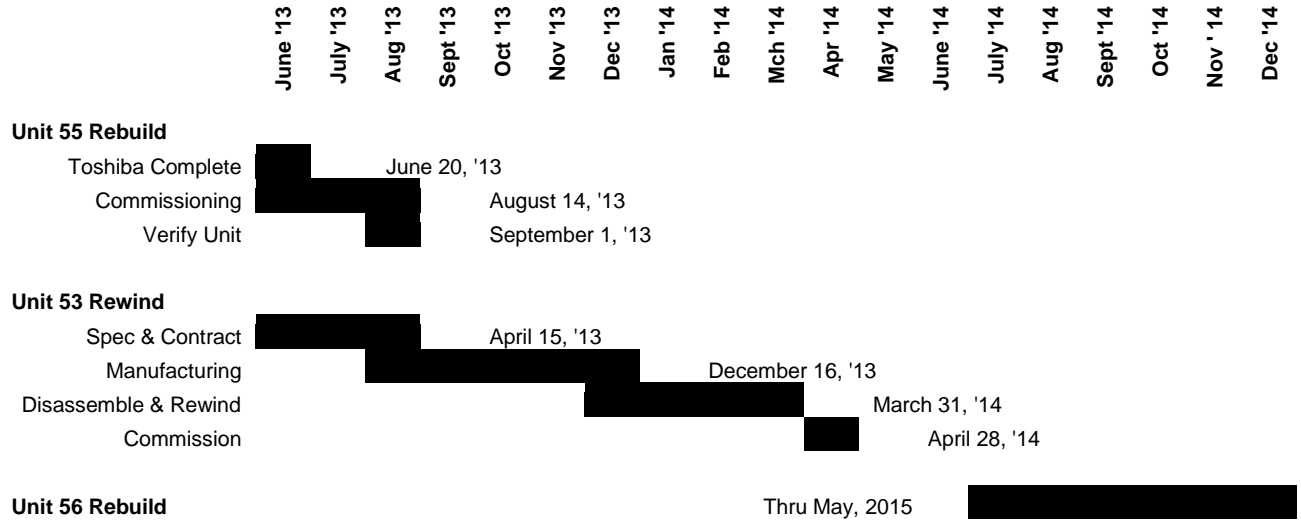 June '13 July '13 Aug '13 Sept '13 Oct '13 Nov '13 Dec '13 Jan '14 Feb '14 Mch '14 Apr '14 May '14 June '14 July '14 Aug '14 Sept '14 Oct '14 Nov ' 14 Dec '14
Unit 55 Rebuild
Toshiba Complete June 20, '13
Commissioning August 14, '13
Verify Unit September 1, '13
Unit 53 Rewind
Spec & Contract April 15, '13
Manufacturing December 16, '13
Disassemble & Rewind March 31, '14
Commission April 28, '14
Unit 56 Rebuild Thru May, 2015